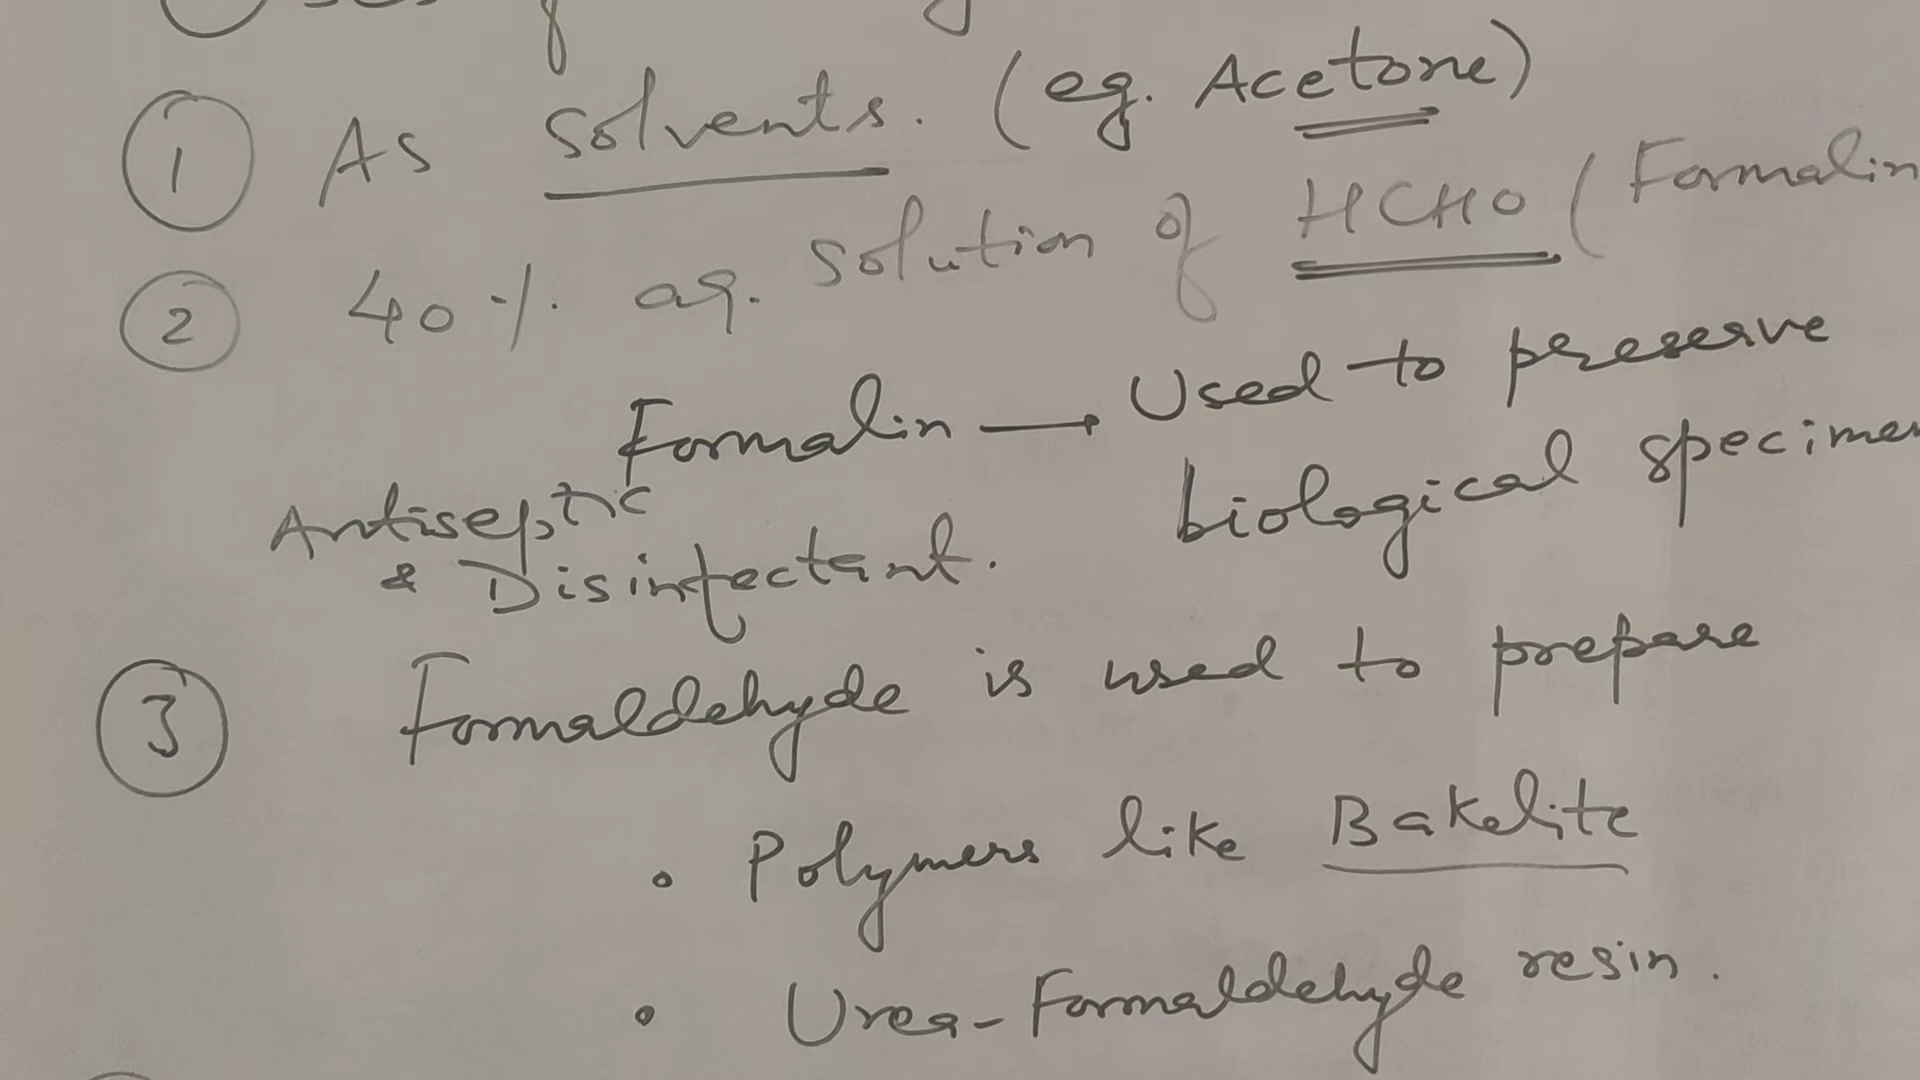 ① As solvents. (eg. Acetone)
② 40 %. aq. solution of HCHO (Formalin
Formalin → Used to preserve
biological specimen
Antiseptic
& Disinfectant.
③ Formaldehyde is used to prepare
• Polymers like Bakelite
• Urea-Formaldehyde resin.